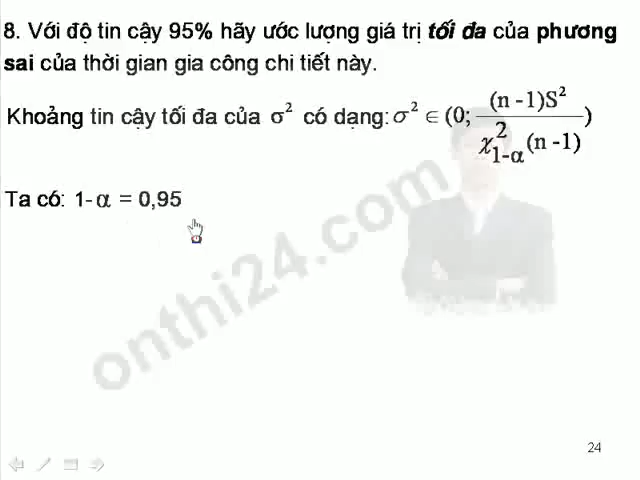 8. Với độ tin cậy 95% hãy ước lượng giá trị tối đa của phương
sai của thời gian gia công chi tiết này.
Khoảng tin cậy tối đa của σ² có dạng: σ² ∈ (0; (n -1)S² / χ²₁₋α (n -1))
Ta có: 1- α = 0,95
onthi24.com
24